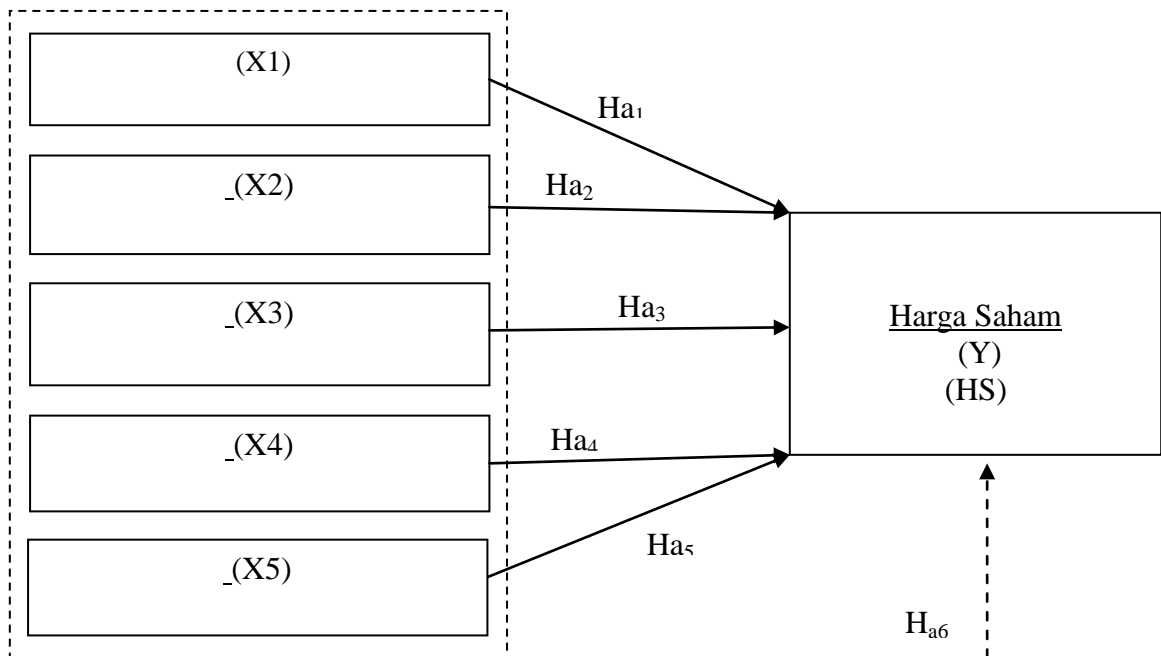 (X1)
Ha₁
_(X2)
Ha₂
_(X3)
Ha₃
Harga Saham
(Y)
(HS)
_(X4)
Ha₄
_(X5)
Ha₅
Hₐ₆